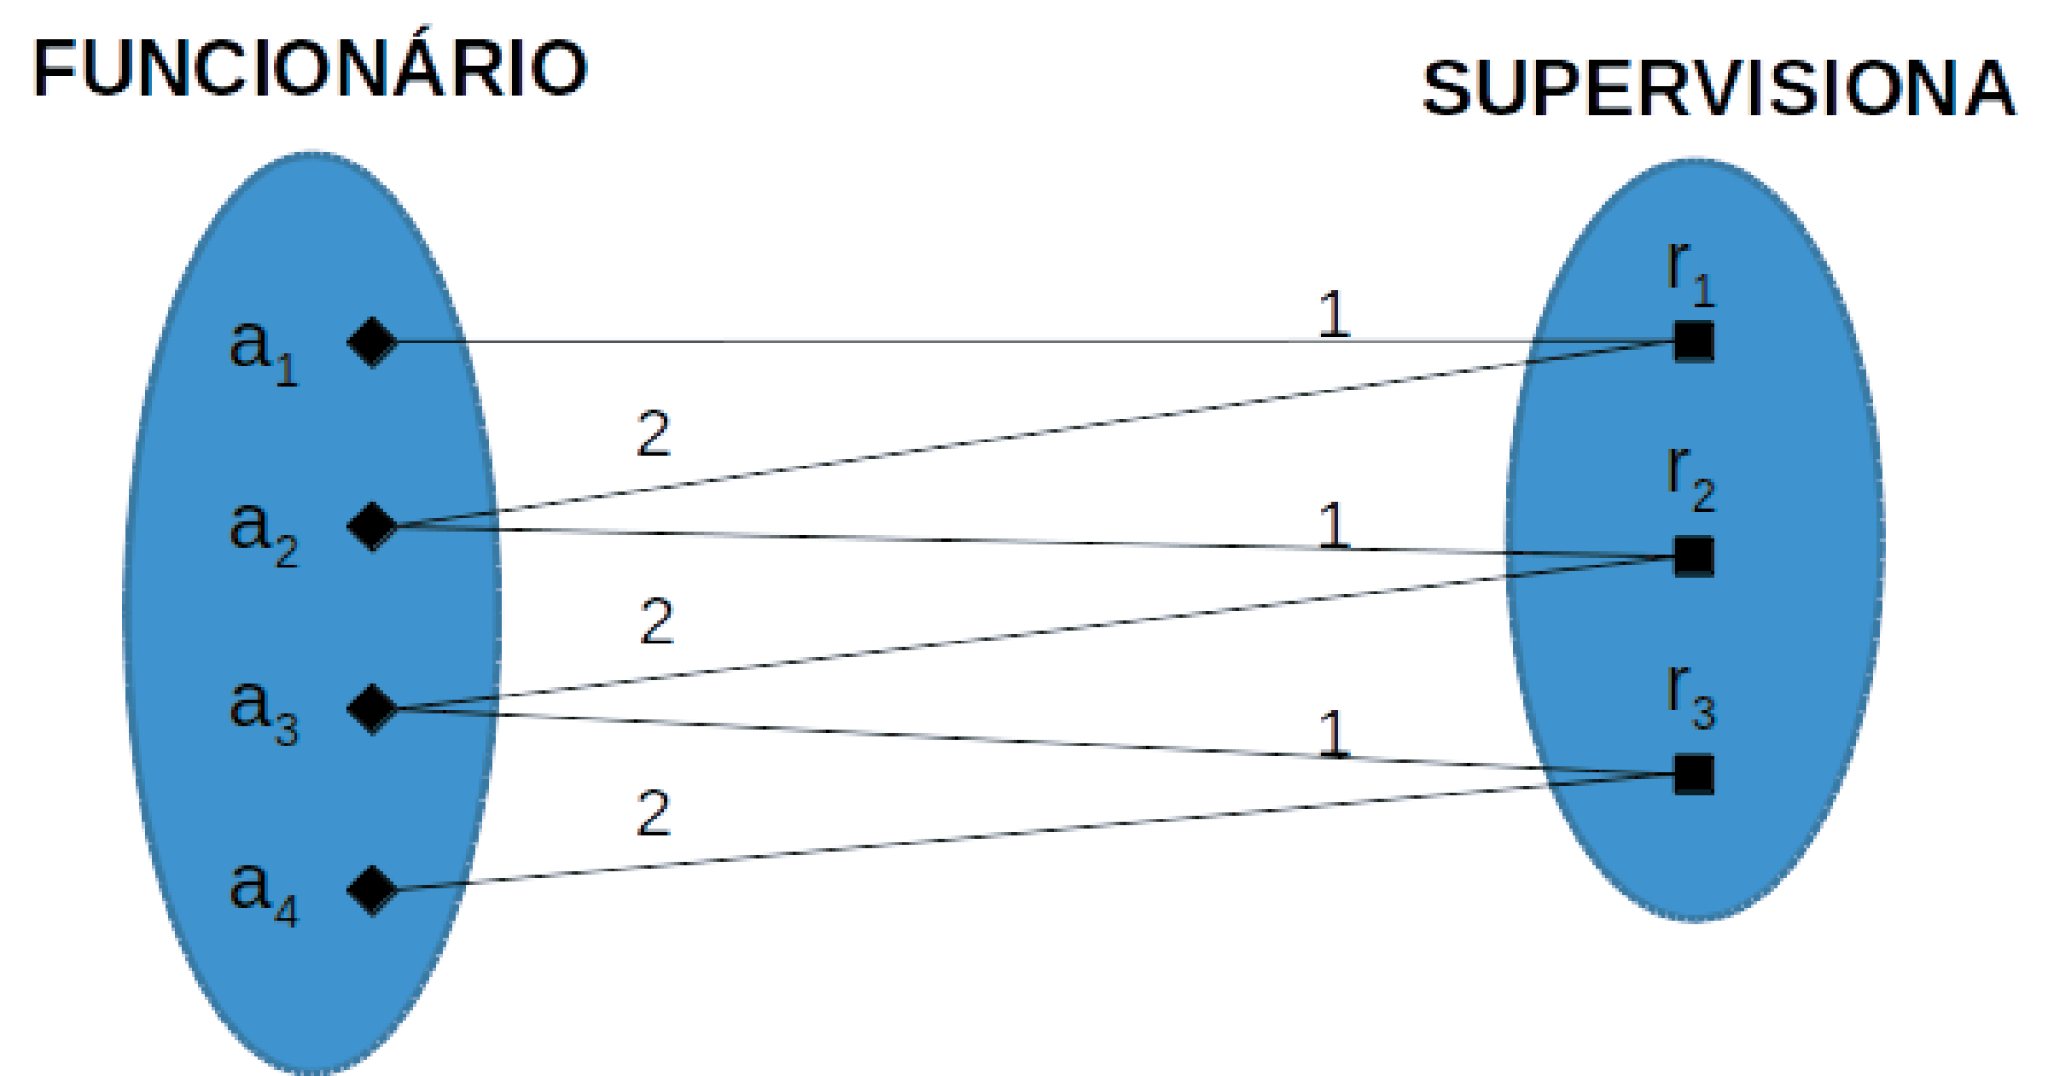 FUNCIONÁRIO
SUPERVISIONA
r1
1
a1
2
r2
1
a2
2
r3
a3
1
2
a4